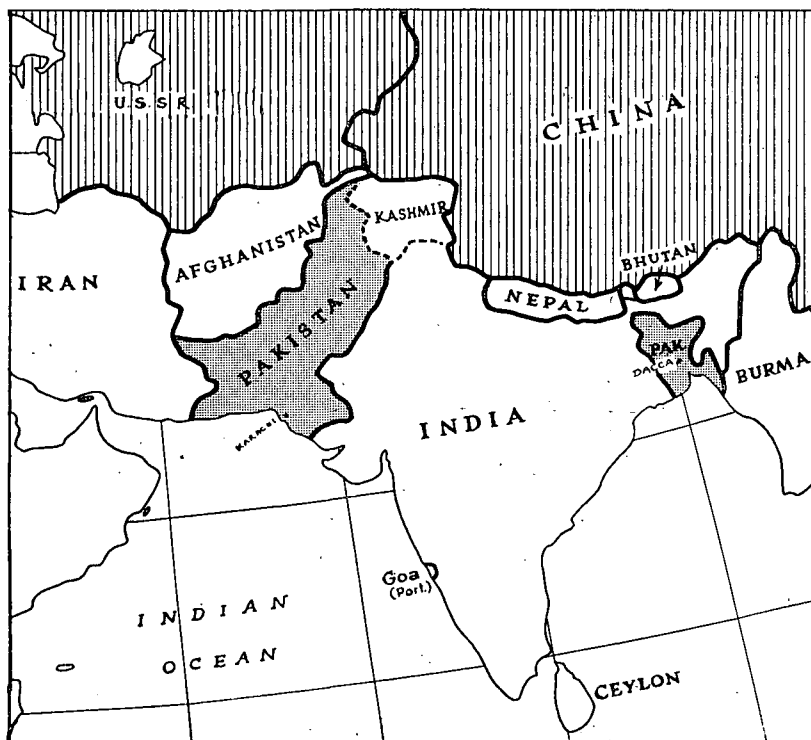 U.S.S.R.
CHINA
KASHMIR
AFGHANISTAN
BHUTAN
IRAN
NEPAL
PAKISTAN
PAK
DACCA
BURMA
INDIA
KARACHI
Goa
(Port.)
INDIAN
OCEAN
CEYLON